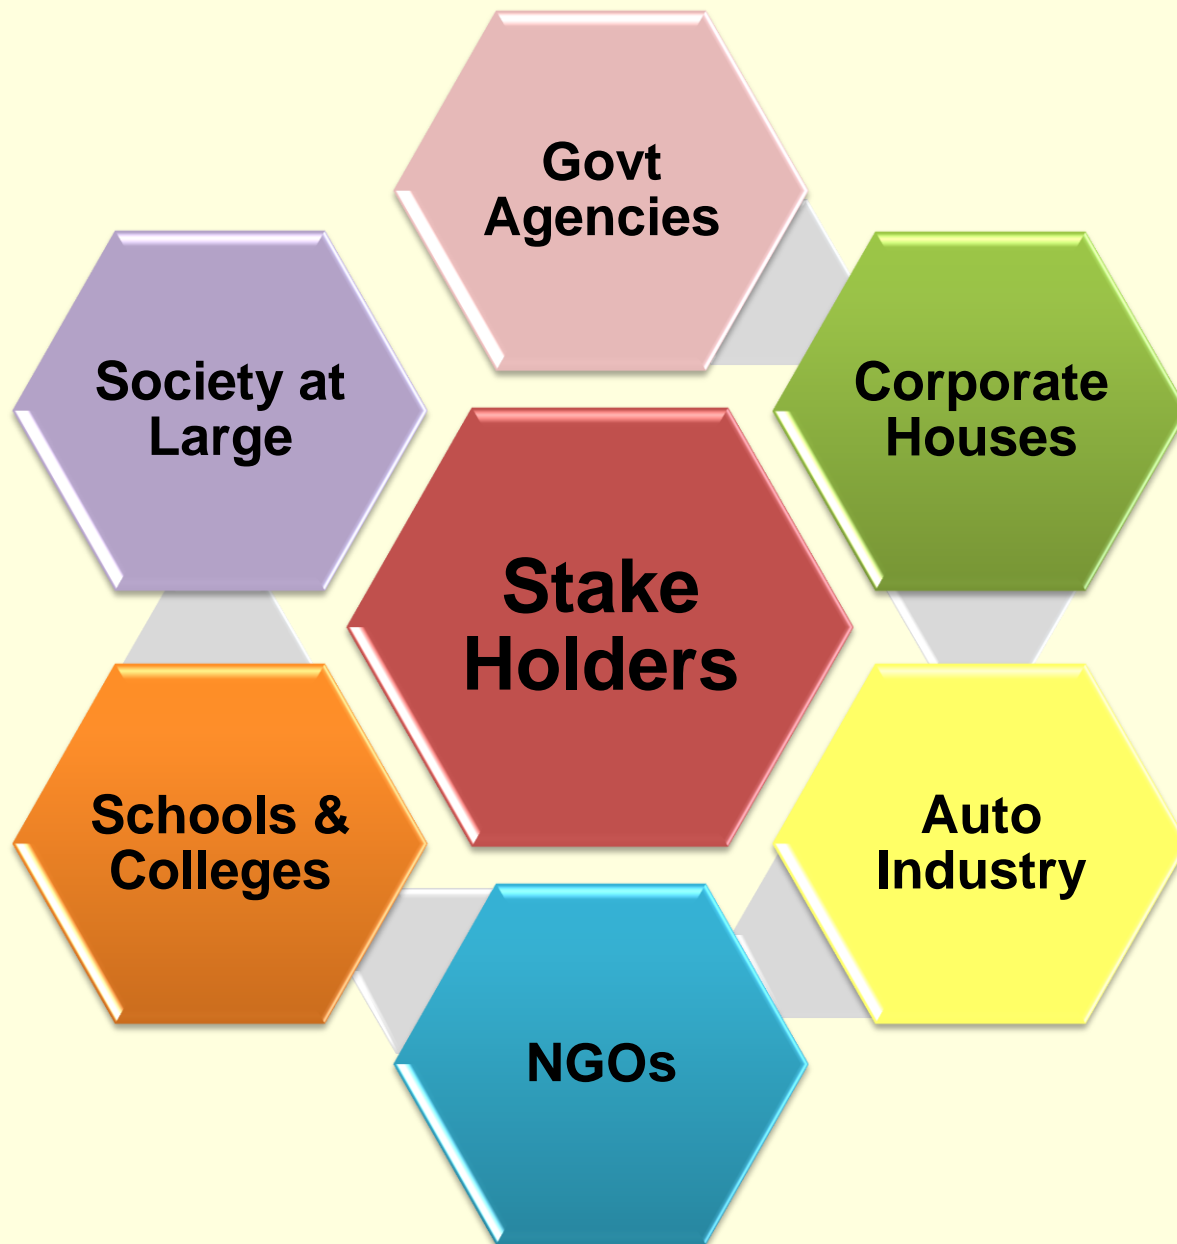 Govt
Agencies
Society at
Large
Corporate
Houses
Stake
Holders
Schools &
Colleges
Auto
Industry
NGOs